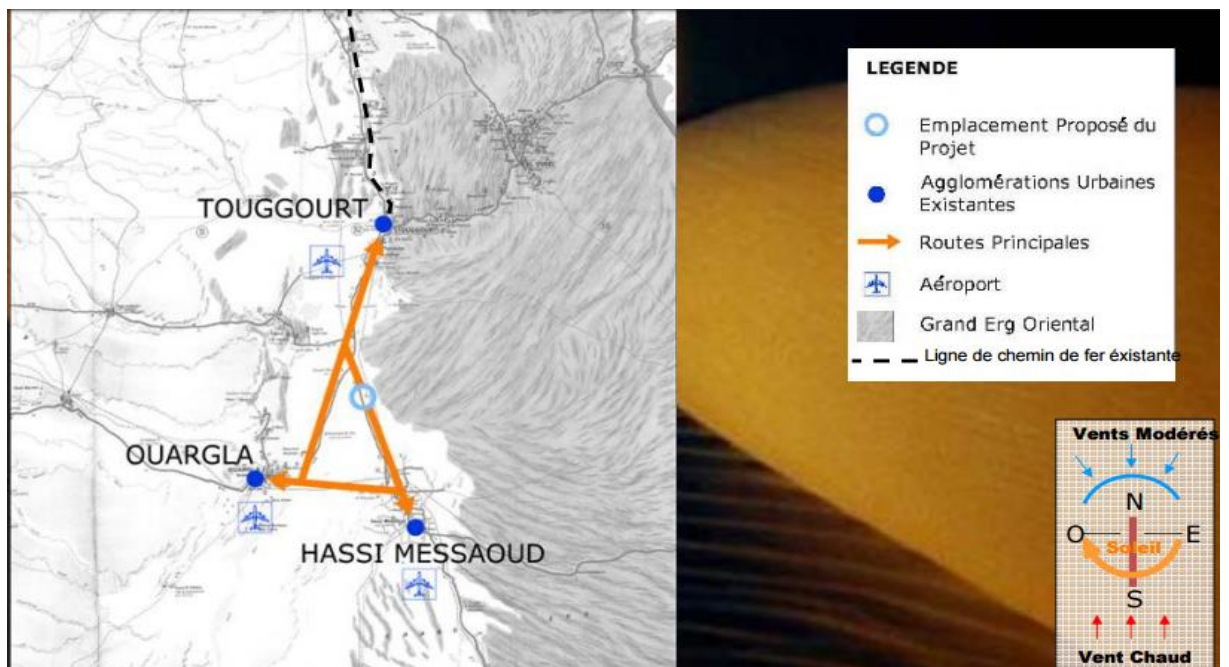 TOUGGOURT
OUARGLA
HASSI MESSAOUD
LEGENDE
Emplacement Proposé du
Projet
Agglomérations Urbaines
Existantes
Routes Principales
Aéroport
Grand Erg Oriental
Ligne de chemin de fer éxistante
Vents Modérés
N
O
E
Soleil
S
Vent Chaud